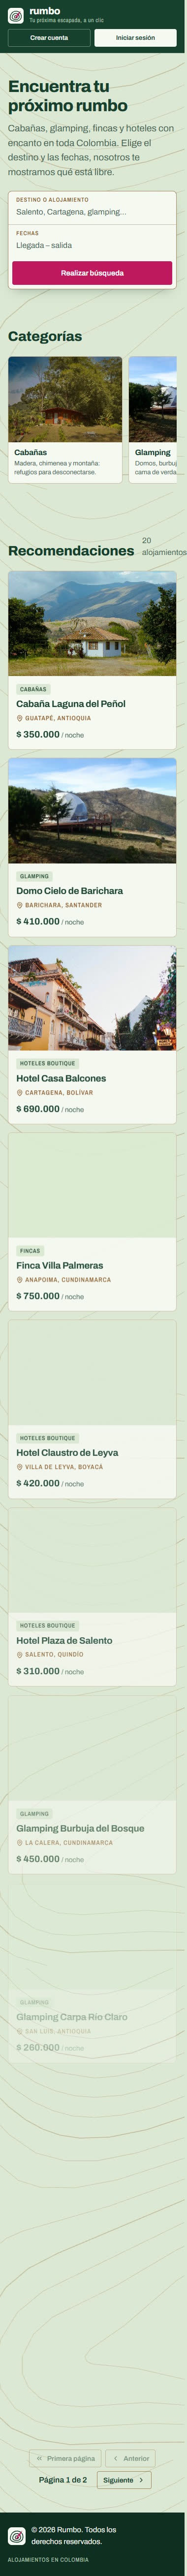 rumbo
Tu próxima escapada, a un clic
Crear cuenta
Iniciar sesión
Encuentra tu
próximo rumbo
Cabañas, glamping, fincas y hoteles con
encanto en toda Colombia. Elige el
destino y las fechas, nosotros te
mostramos qué está libre.
DESTINO O ALOJAMIENTO
Salento, Cartagena, glamping...
FECHAS
Llegada – salida
Realizar búsqueda
Categorías
Cabañas
Madera, chimenea y montaña:
refugios para desconectarse.
Glamping
Domos, burbuj
cama de verda
Recomendaciones
20
alojamientos
CABAÑAS
Cabaña Laguna del Peñol
GUATAPÉ, ANTIOQUIA
$ 350.000 / noche
GLAMPING
Domo Cielo de Barichara
BARICHARA, SANTANDER
$ 410.000 / noche
HOTELES BOUTIQUE
Hotel Casa Balcones
CARTAGENA, BOLÍVAR
$ 690.000 / noche
FINCAS
Finca Villa Palmeras
ANAPOIMA, CUNDINAMARCA
$ 750.000 / noche
HOTELES BOUTIQUE
Hotel Claustro de Leyva
VILLA DE LEYVA, BOYACÁ
$ 420.000 / noche
HOTELES BOUTIQUE
Hotel Plaza de Salento
SALENTO, QUINDÍO
$ 310.000 / noche
GLAMPING
Glamping Burbuja del Bosque
LA CALERA, CUNDINAMARCA
$ 450.000 / noche
GLAMPING
Glamping Carpa Río Claro
SAN LUIS, ANTIOQUIA
$ 260.000 / noche
Primera página
Anterior
Página 1 de 2
Siguiente
© 2026 Rumbo. Todos los
derechos reservados.
ALOJAMIENTOS EN COLOMBIA